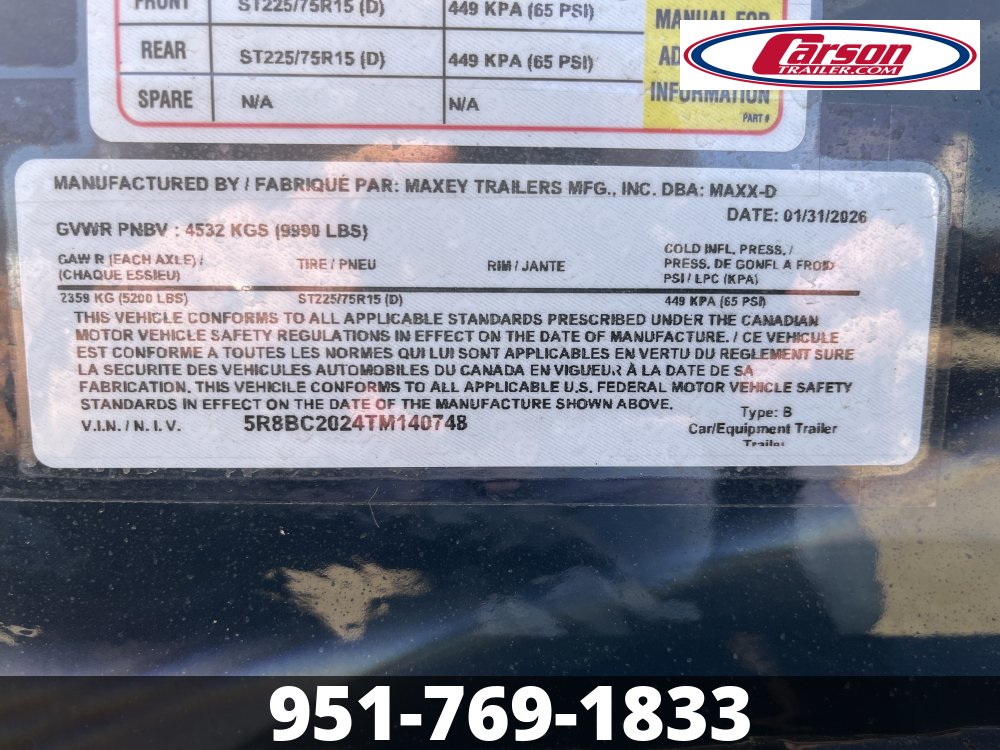 FRONT ST225/75R15 (D) 449 KPA (65 PSI)
MANUAL FOR
REAR ST225/75R15 (D) 449 KPA (65 PSI)
SPARE N/A N/A
INFORMATION
PART #
Carson
TRAILER.COM
MANUFACTURED BY / FABRIQUÉ PAR: MAXEY TRAILERS MFG., INC. DBA: MAXX-D
DATE: 01/31/2026
GVWR PNBV : 4532 KGS (9990 LBS)
GAWR (EACH AXLE) /
(CHAQUE ESSIEU)
TIRE / PNEU
RIM / JANTE
COLD INFL. PRESS. /
PRESS. DE GONFL A FROID
PSI / LPC (KPA)
2359 KG (5200 LBS) ST225/75R15 (D) 449 KPA (65 PSI)
THIS VEHICLE CONFORMS TO ALL APPLICABLE STANDARDS PRESCRIBED UNDER THE CANADIAN
MOTOR VEHICLE SAFETY REGULATIONS IN EFFECT ON THE DATE OF MANUFACTURE. / CE VEHICULE
EST CONFORME A TOUTES LES NORMES QUI LUI SONT APPLICABLES EN VERTU DU REGLEMENT SURE
LA SECURITE DES VEHICULES AUTOMOBILES DU CANADA EN VIGUEUR À LA DATE DE SA
FABRICATION. THIS VEHICILE CONFORMS TO ALL APPLICABLE U.S. FEDERAL MOTOR VEHICLE SAFETY
STANDARDS IN EFFECT ON THE DATE OF THE MANUFACTURE SHOWN ABOVE.
V.I.N. / N. I. V. 5R8BC2024TM140748
Type: B
Car/Equipment Trailer
Trailer
951-769-1833